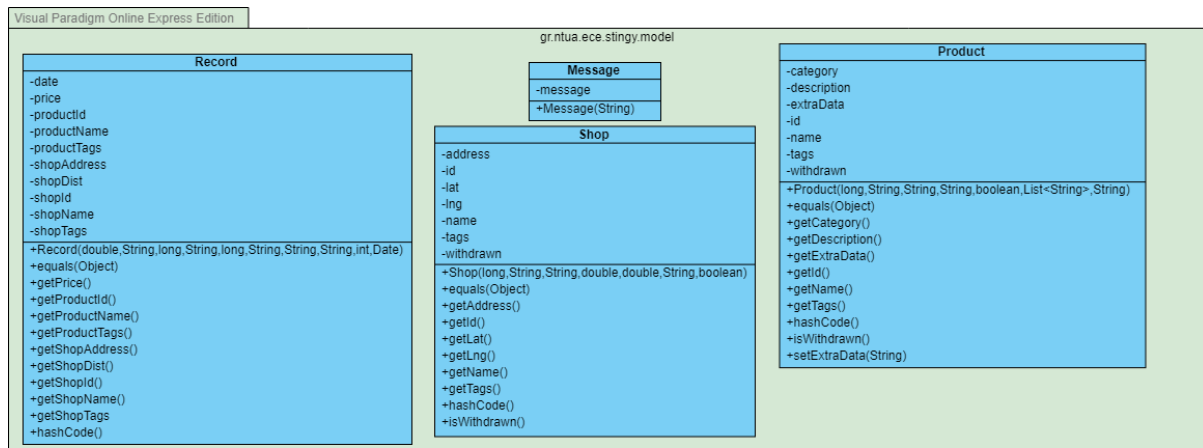 Visual Paradigm Online Express Edition
gr.ntua.ece.stingy.model
Record
-date
-price
-productId
-productName
-productTags
-shopAddress
-shopDist
-shopId
-shopName
-shopTags
+Record(double,String,long,String,long,String,String,String,int,Date)
+equals(Object)
+getPrice()
+getProductId()
+getProductName()
+getProductTags()
+getShopAddress()
+getShopDist()
+getShopId()
+getShopName()
+getShopTags
+hashCode()
Message
-message
+Message(String)
Shop
-address
-id
-lat
-lng
-name
-tags
-withdrawn
+Shop(long,String,String,double,double,String,boolean)
+equals(Object)
+getAddress()
+getId()
+getLat()
+getLng()
+getName()
+getTags()
+hashCode()
+isWithdrawn()
Product
-category
-description
-extraData
-id
-name
-tags
-withdrawn
+Product(long,String,String,String,boolean,List<String>,String)
+equals(Object)
+getCategory()
+getDescription()
+getExtraData()
+getId()
+getName()
+getTags()
+hashCode()
+isWithdrawn()
+setExtraData(String)